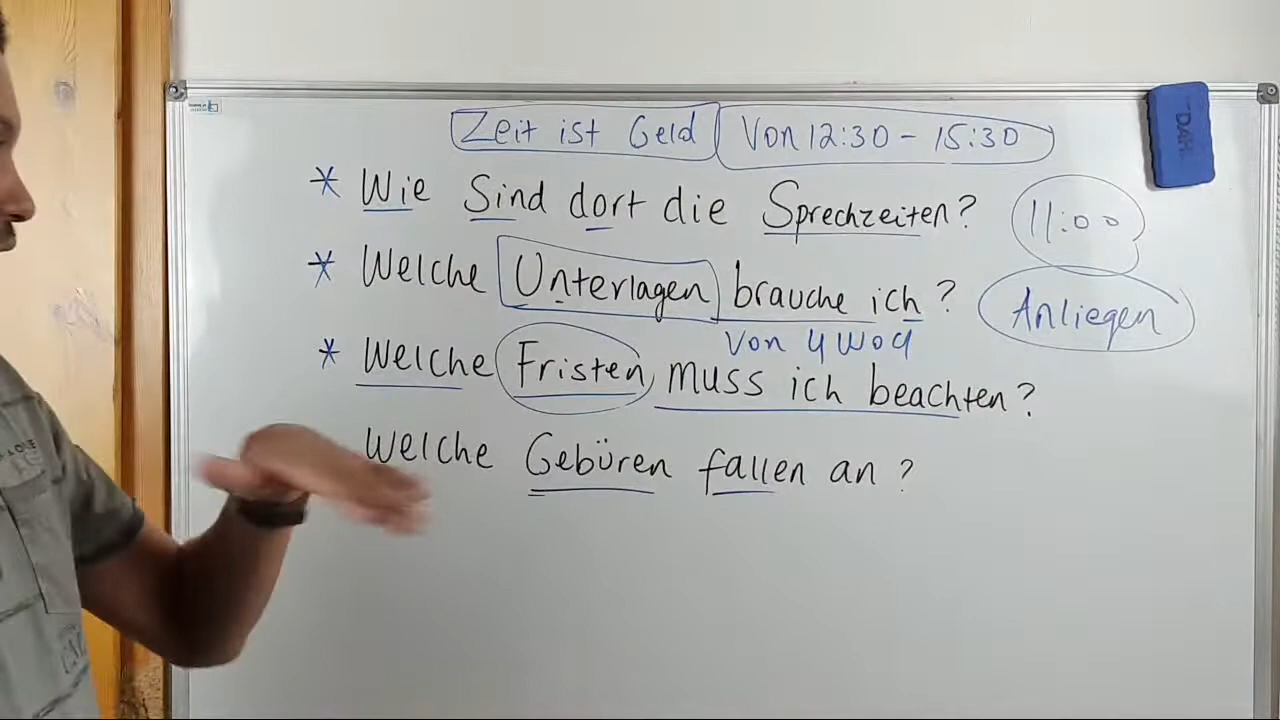 Zeit ist Geld Von 12:30 - 15:30
* Wie Sind dort die Sprechzeiten? 11:00
* Welche Unterlagen brauche ich? Anliegen
Von 4 Wo
* Welche Fristen muss ich beachten?
Welche Gebüren fallen an?